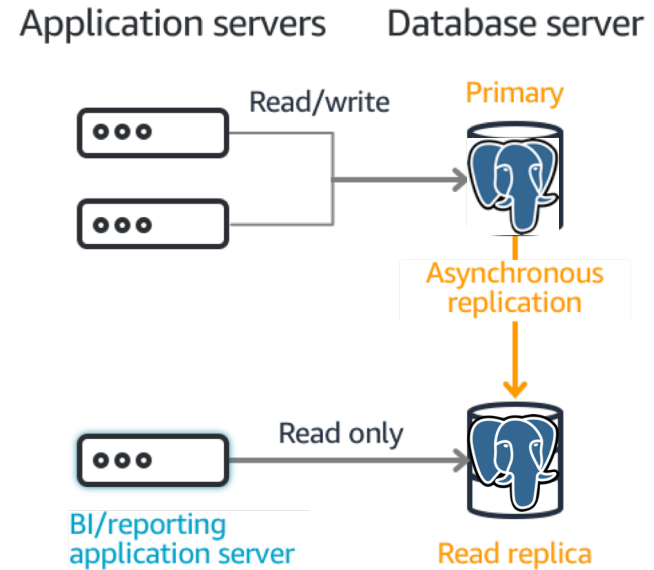 Application servers
Database server
Read/write
Primary
Asynchronous
replication
Read only
BI/reporting
application server
Read replica